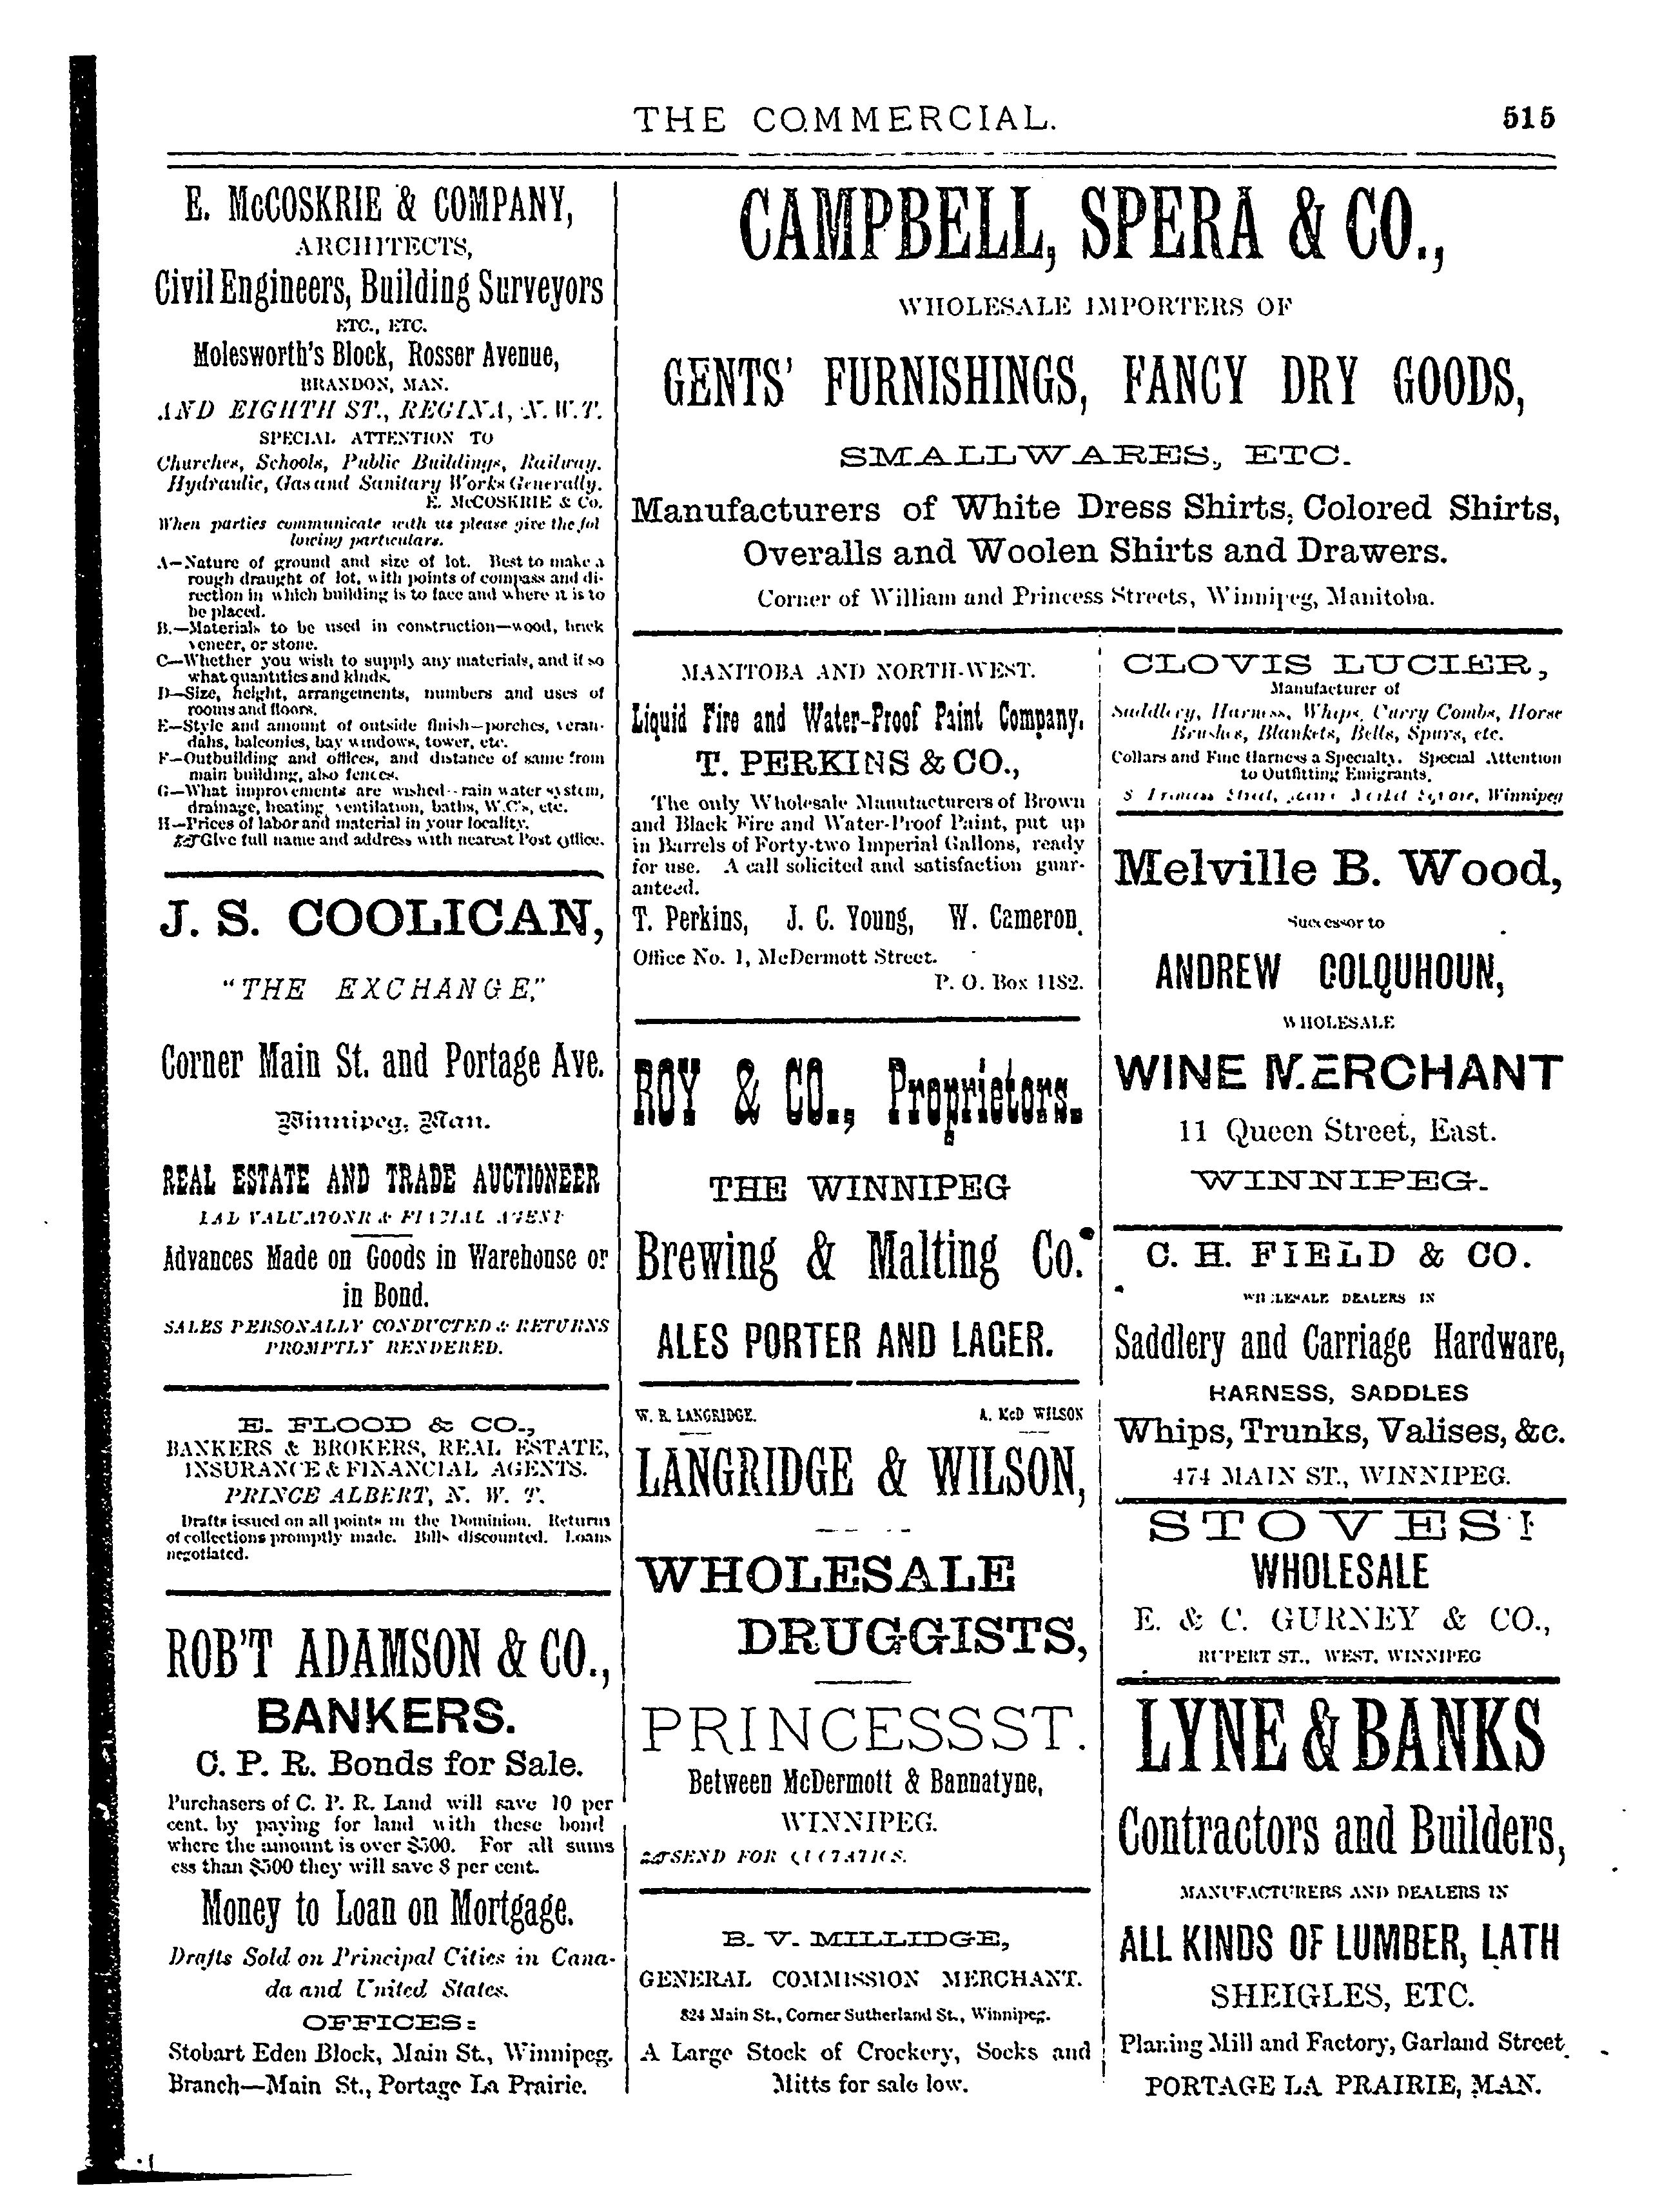 THE COMMERCIAL.
515
E. McCOSKRIE & COMPANY,
ARCHITECTS,
Civil Engineers, Building Surveyors
ETC., ETC.
Molesworth's Block, Rosser Avenue,
BRANDON, MAN.
AND EIGHTH ST., REGINA, N. W. T.
SPECIAL ATTENTION TO
Churches, Schools, Public Buildings, Railway.
Hydraulic, Gas and Sanitary Works Generally.
E. McCOSKRIE & Co.
When parties communicate with us please give the fol
lowing particulars.
A—Nature of ground and size of lot. Best to make a
rough draught of lot, with points of compass and di-
rection in which building is to face and where it is to
be placed.
B.—Materials to be used in construction—wood, brick
veneer, or stone.
C—Whether you wish to supply any materials, and if so
what quantities and kinds.
D—Size, height, arrangements, numbers and uses of
rooms and floors.
E—Style and amount of outside finish—porches, veran-
dahs, balconies, bay windows, tower, etc.
F—Outbuilding and offices, and distance of same from
main building, also fences.
G—What improvements are wished--rain water system,
drainage, heating, ventilation, baths, W.C's, etc.
H—Prices of labor and material in your locality.
Give full name and address with nearest Post Office.
J. S. COOLICAN,
"THE EXCHANGE,"
Corner Main St. and Portage Ave.
Winnipeg, Man.
REAL ESTATE AND TRADE AUCTIONEER
Advances Made on Goods in Warehouse or
in Bond.
SALES PERSONALLY CONDUCTED & RETURNS
PROMPTLY RENDERED.
E. FLOOD & CO.,
BANKERS & BROKERS, REAL ESTATE,
INSURANCE & FINANCIAL AGENTS.
PRINCE ALBERT, N. W. T.
Drafts issued on all points in the Dominion. Returns
of collections promptly made. Bills discounted. Loans
negotiated.
ROB'T ADAMSON & CO.,
BANKERS.
C. P. R. Bonds for Sale.
Purchasers of C. P. R. Land will save 10 per
cent. by paying for land with these bond
where the amount is over $500. For all sums
ess than $500 they will save 8 per cent.
Money to Loan on Mortgage.
Drafts Sold on Principal Cities in Cana-
da and United States.
OFFICES:
Stobart Eden Block, Main St., Winnipeg.
Branch—Main St., Portage La Prairie.
CAMPBELL, SPERA & CO.,
WHOLESALE IMPORTERS OF
GENTS' FURNISHINGS, FANCY DRY GOODS,
SMALLWARES, ETC.
Manufacturers of White Dress Shirts, Colored Shirts,
Overalls and Woolen Shirts and Drawers.
Corner of William and Princess Streets, Winnipeg, Manitoba.
MANITOBA AND NORTH-WEST.
Liquid Fire and Water-Proof Paint Company.
T. PERKINS & CO.,
The only Wholesale Manufacturers of Brown
and Black Fire and Water-Proof Paint, put up
in Barrels of Forty-two Imperial Gallons, ready
for use. A call solicited and satisfaction guar-
anteed.
T. Perkins, J. C. Young, W. Cameron.
Office No. 1, McDermott Street.
P. O. Box 1182.
ROY & CO., Proprietors.
THE WINNIPEG
Brewing & Malting Co.
ALES PORTER AND LAGER.
W. R. LANGRIDGE. A. McD WILSON
LANGRIDGE & WILSON,
WHOLESALE
DRUGGISTS,
PRINCESSST.
Between McDermott & Bannatyne,
WINNIPEG.
SEND FOR
B. V. MILLIDGE,
GENERAL COMMISSION MERCHANT.
824 Main St., Corner Sutherland St., Winnipeg.
A Large Stock of Crockery, Socks and
Mitts for sale low.
CLOVIS LUCIER,
Manufacturer of
Saddlery, Harness, Whips, Curry Combs, Horse
Brushes, Blankets, Bells, Spurs, etc.
Collars and Fine Harness a Specialty. Special Attention
to Outfitting Emigrants.
Winnipeg
Melville B. Wood,
Successor to
ANDREW COLQUHOUN,
WHOLESALE
WINE MERCHANT
11 Queen Street, East.
WINNIPEG.
C. H. FIELD & CO.
WHOLESALE DEALERS IN
Saddlery and Carriage Hardware,
HARNESS, SADDLES
Whips, Trunks, Valises, &c.
474 MAIN ST., WINNIPEG.
STOVES!
WHOLESALE
E. & C. GURNEY & CO.,
RUPERT ST., WEST, WINNIPEG
LYNE & BANKS
Contractors and Builders,
MANUFACTURERS AND DEALERS IN
ALL KINDS OF LUMBER, LATH
SHEIGLES, ETC.
Planing Mill and Factory, Garland Street.
PORTAGE LA PRAIRIE, MAN.